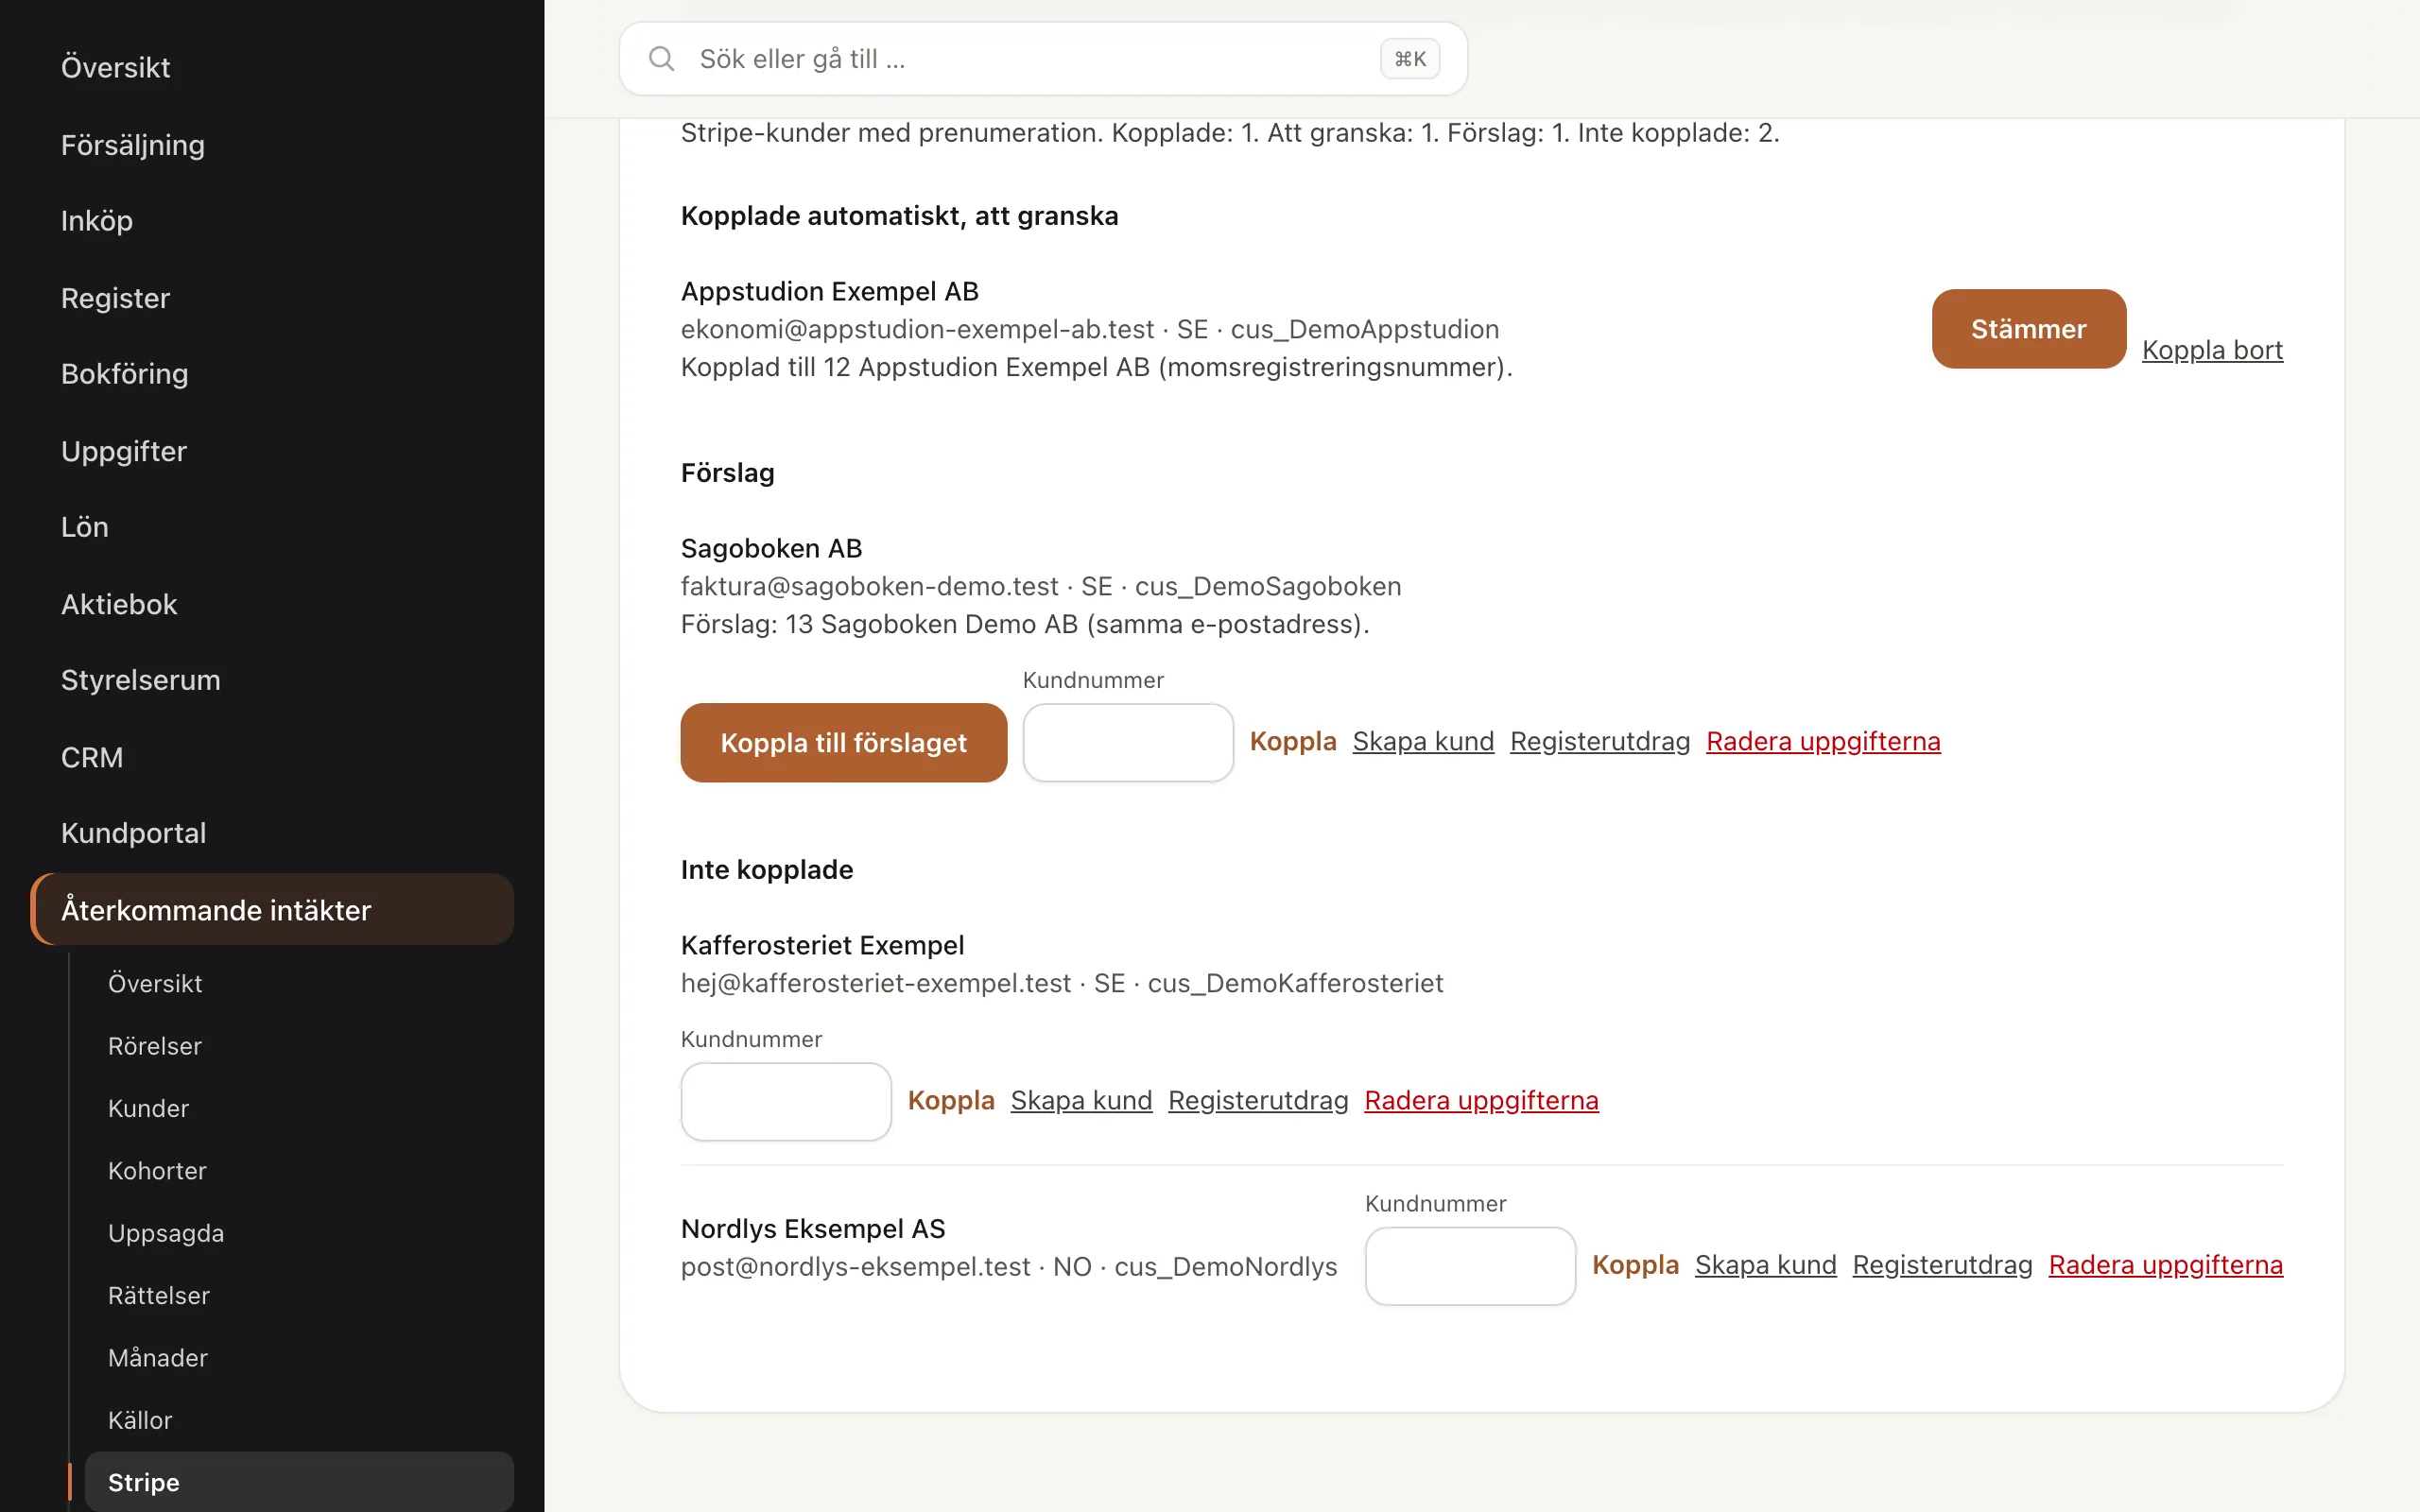 Översikt
Försäljning
Inköp
Register
Bokföring
Uppgifter
Lön
Aktiebok
Styrelserum
CRM
Kundportal
Återkommande intäkter
Översikt
Rörelser
Kunder
Kohorter
Uppsagda
Rättelser
Månader
Källor
Stripe
Sök eller gå till ...
⌘K
Stripe-kunder med prenumeration. Kopplade: 1. Att granska: 1. Förslag: 1. Inte kopplade: 2.
Kopplade automatiskt, att granska
Appstudion Exempel AB
ekonomi@appstudion-exempel-ab.test · SE · cus_DemoAppstudion
Kopplad till 12 Appstudion Exempel AB (momsregistreringsnummer).
Stämmer Koppla bort
Förslag
Sagoboken AB
faktura@sagoboken-demo.test · SE · cus_DemoSagoboken
Förslag: 13 Sagoboken Demo AB (samma e-postadress).
Kundnummer
Koppla till förslaget Koppla Skapa kund Registerutdrag Radera uppgifterna
Inte kopplade
Kafferosteriet Exempel
hej@kafferosteriet-exempel.test · SE · cus_DemoKafferosteriet
Kundnummer
Koppla Skapa kund Registerutdrag Radera uppgifterna
Nordlys Eksempel AS
post@nordlys-eksempel.test · NO · cus_DemoNordlys
Kundnummer
Koppla Skapa kund Registerutdrag Radera uppgifterna